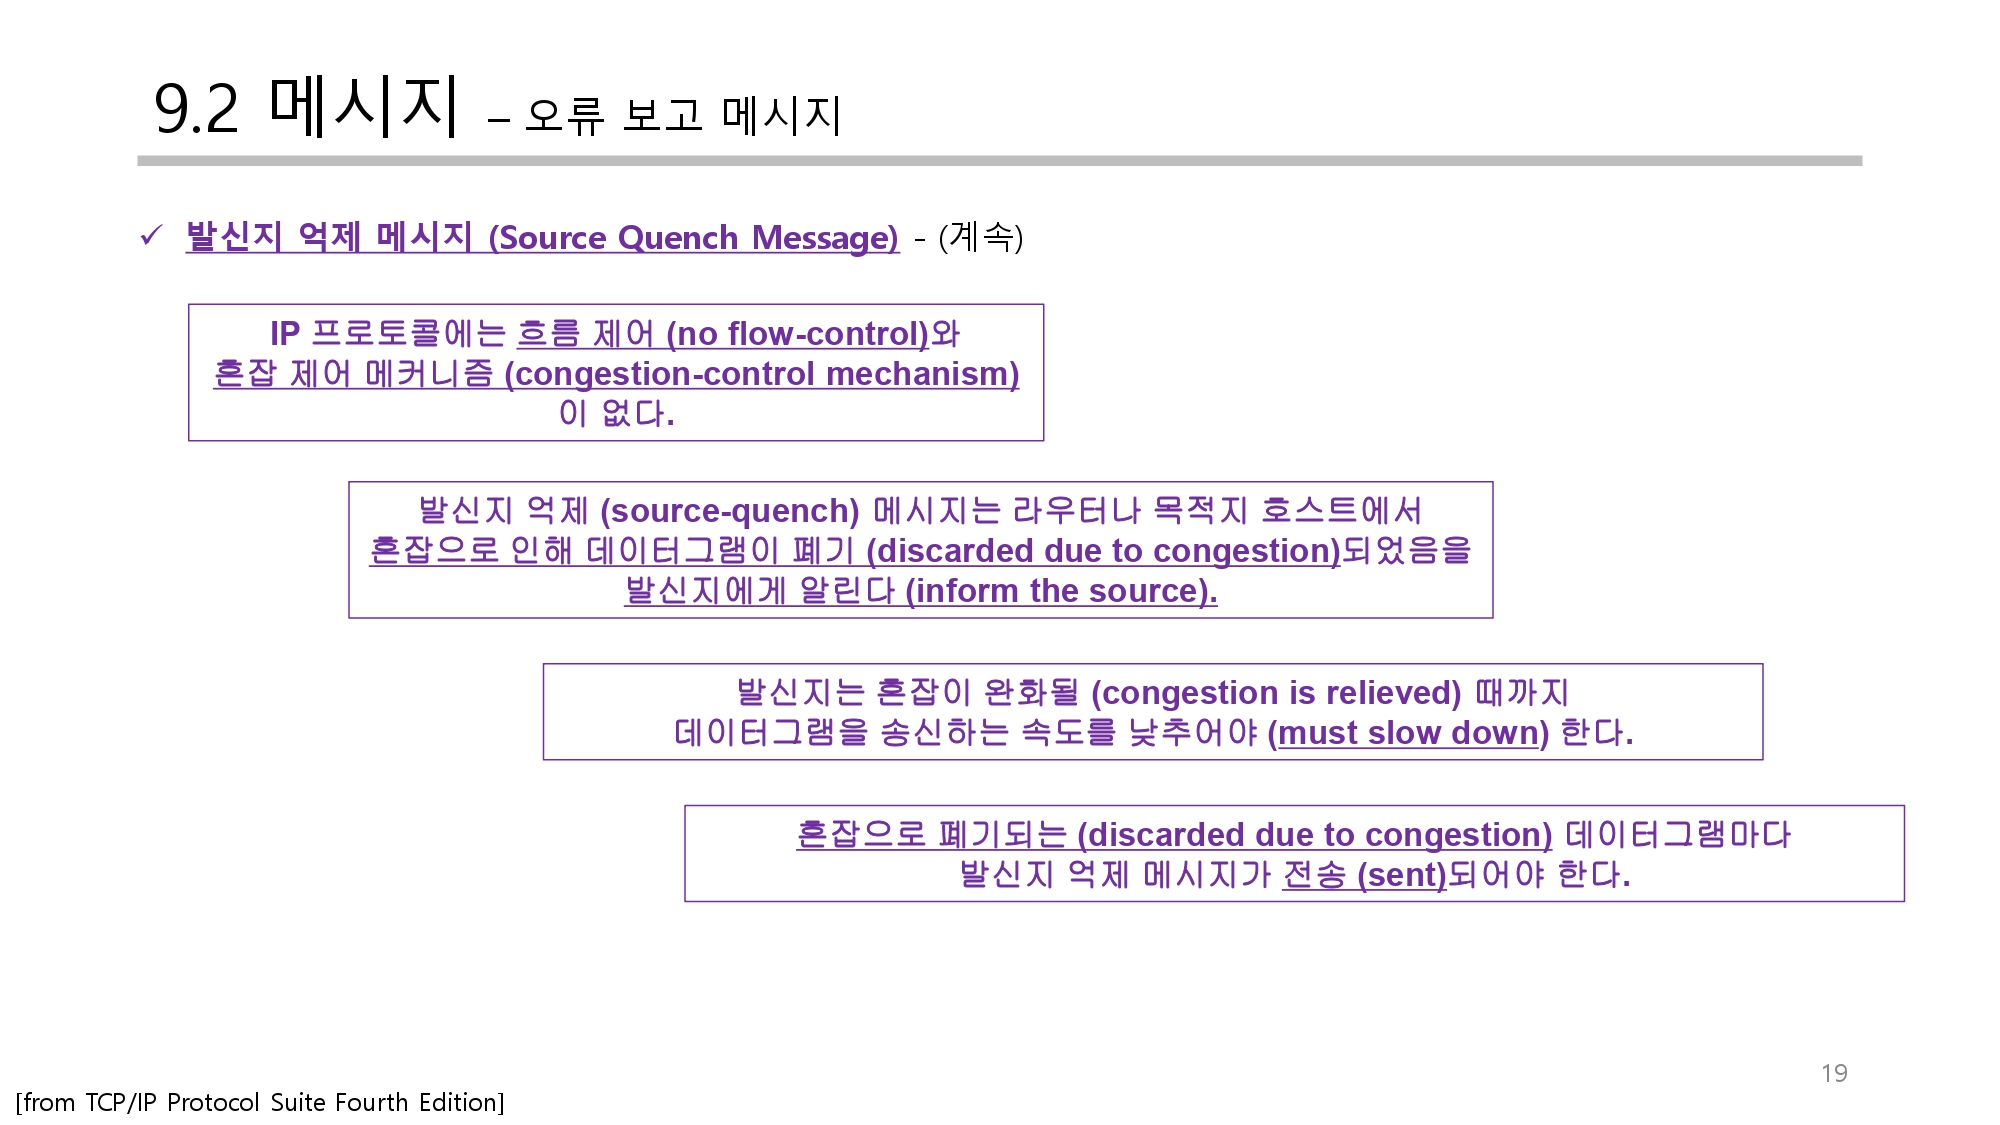 9.2 메시지 – 오류 보고 메시지
✓ 발신지 억제 메시지 (Source Quench Message) - (계속)
IP 프로토콜에는 흐름 제어 (no flow-control)와
혼잡 제어 메커니즘 (congestion-control mechanism)
이 없다.
발신지 억제 (source-quench) 메시지는 라우터나 목적지 호스트에서
혼잡으로 인해 데이터그램이 폐기 (discarded due to congestion)되었음을
발신지에게 알린다 (inform the source).
발신지는 혼잡이 완화될 (congestion is relieved) 때까지
데이터그램을 송신하는 속도를 낮추어야 (must slow down) 한다.
혼잡으로 폐기되는 (discarded due to congestion) 데이터그램마다
발신지 억제 메시지가 전송 (sent)되어야 한다.
19
[from TCP/IP Protocol Suite Fourth Edition]